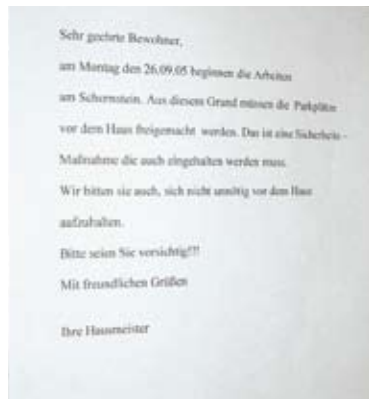 Sehr geehrte Bewohner,
am Montag den 26.09.05 beginnen die Arbeiten
am Schornstein. Aus diesem Grund müssen die Parkplätze
vor dem Haus freigemacht werden. Das ist eine Sicherheits -
Maßnahme die auch eingehalten werden muss.
Wir bitten sie auch, sich nicht unnötig vor dem Haus
aufzuhalten.
Bitte seien Sie vorsichtig!!!
Mit freundlichen Grüßen
Ihre Hausmeister